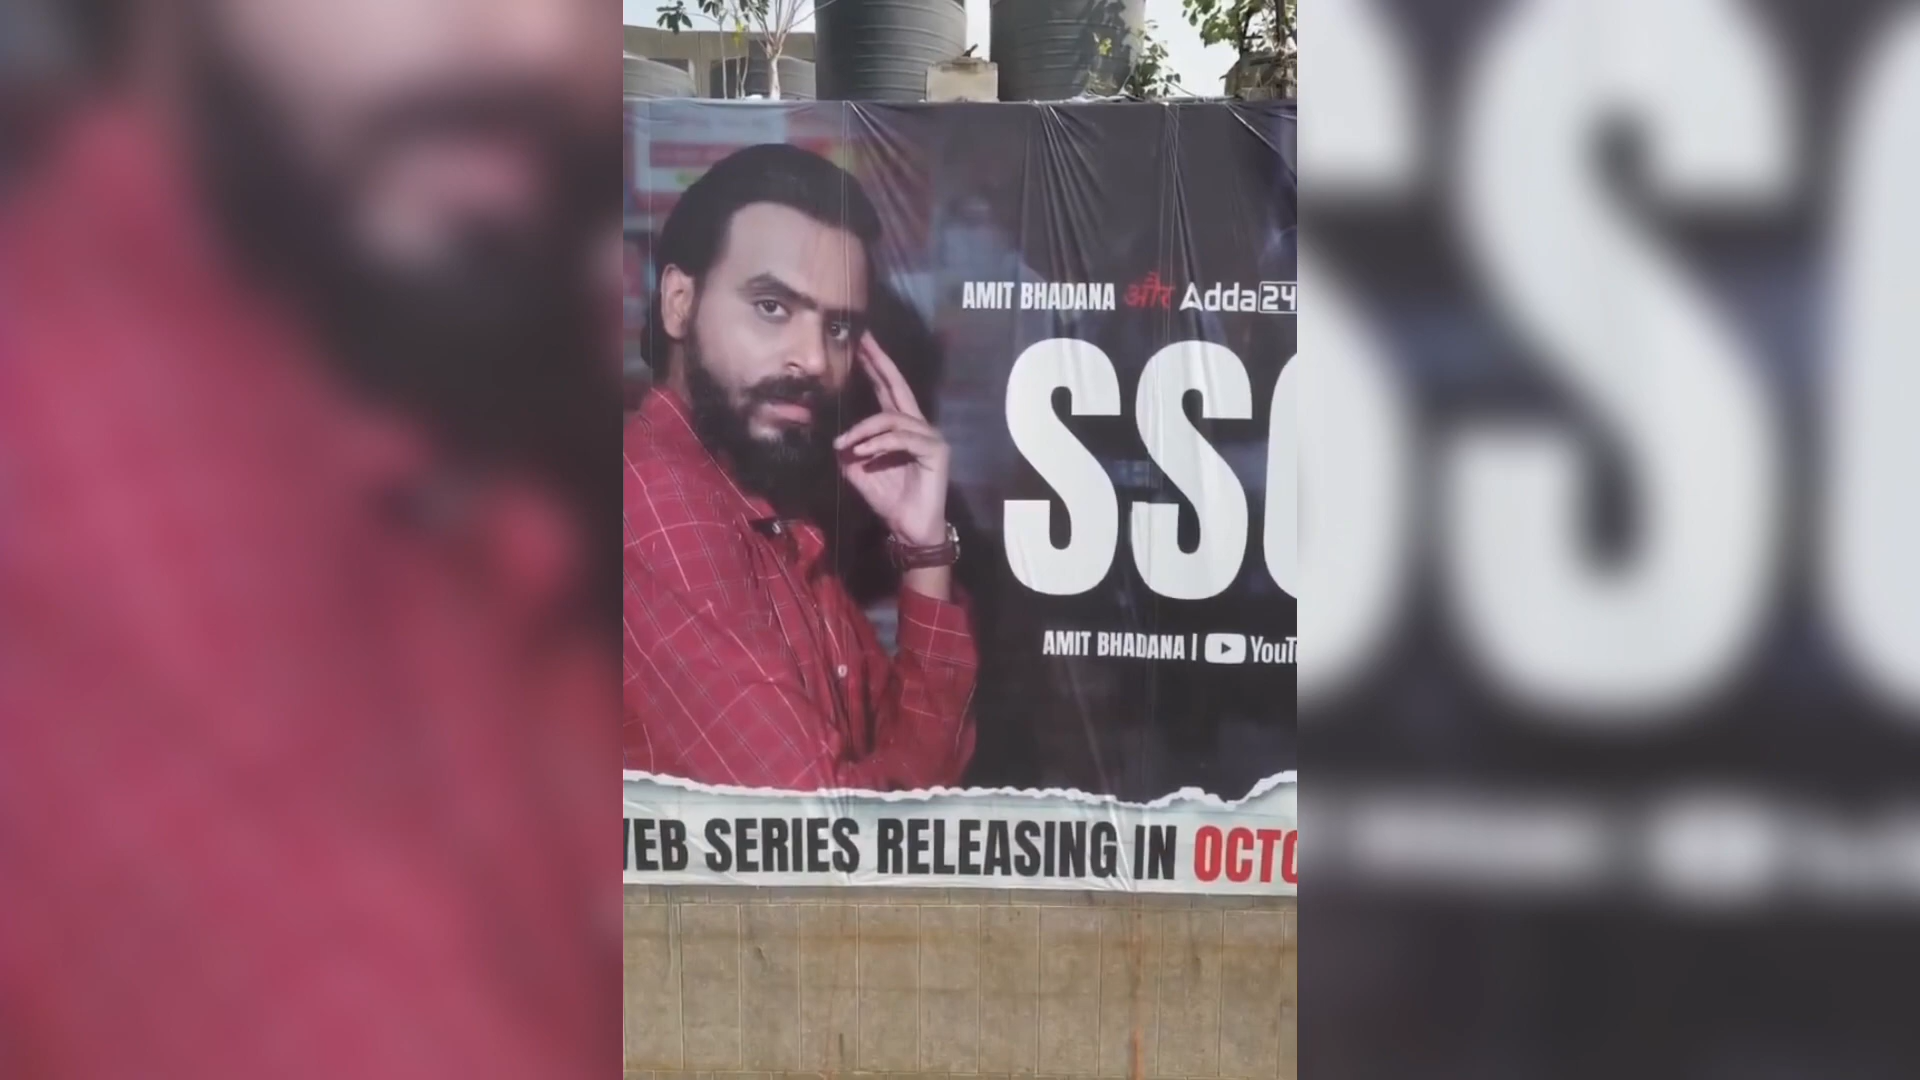 AMIT BHADANA और Adda24
SS
AMIT BHADANA | YouT
WEB SERIES RELEASING IN OCTO